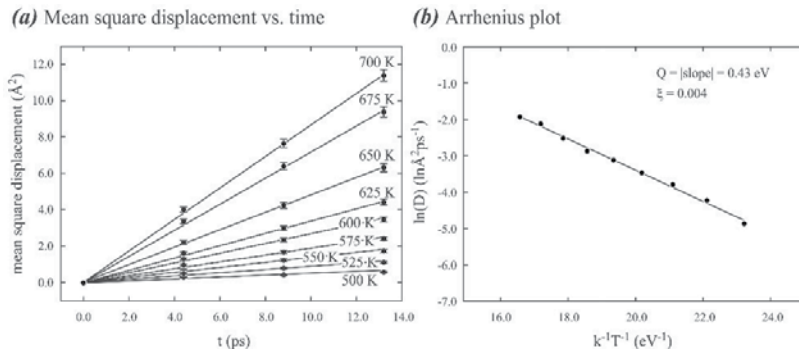 (a) Mean square displacement vs. time
mean square displacement (Å²)
12.0
10.0
8.0
6.0
4.0
2.0
0.0
700 K
675 K
650 K
625 K
600 K
575 K
550 K
525 K
500 K
0.0 2.0 4.0 6.0 8.0 10.0 12.0 14.0
t (ps)
(b) Arrhenius plot
ln(D) (lnÅ²ps⁻¹)
0.0
-1.0
-2.0
-3.0
-4.0
-5.0
-6.0
-7.0
Q = |slope| = 0.43 eV
ξ = 0.004
16.0 18.0 20.0 22.0 24.0
k⁻¹T⁻¹ (eV⁻¹)